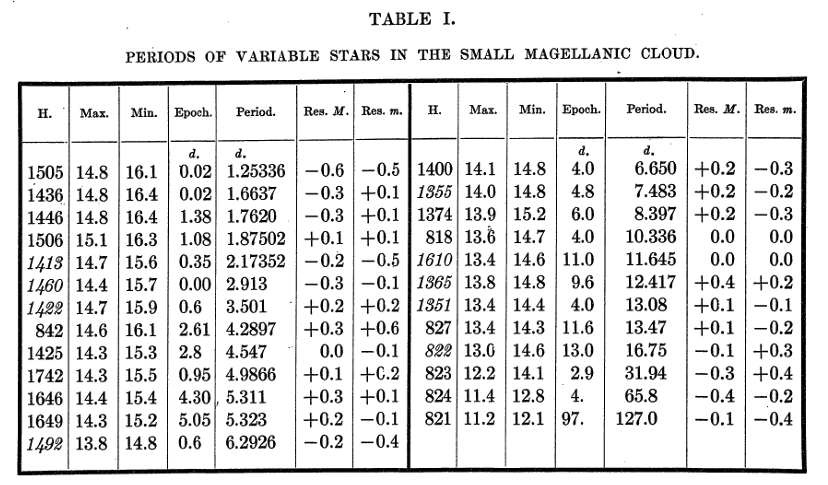 TABLE I.
PERIODS OF VARIABLE STARS IN THE SMALL MAGELLANIC CLOUD.
H. Max. Min. Epoch. Period. Res. M. Res. m. H. Max. Min. Epoch. Period. Res. M. Res. m.
d. d. d. d.
1505 14.8 16.1 0.02 1.25336 −0.6 −0.5 1400 14.1 14.8 4.0 6.650 +0.2 −0.3
1436 14.8 16.4 0.02 1.6637 −0.3 +0.1 1355 14.0 14.8 4.8 7.483 +0.2 −0.2
1446 14.8 16.4 1.38 1.7620 −0.3 +0.1 1374 13.9 15.2 6.0 8.397 +0.2 −0.3
1506 15.1 16.3 1.08 1.87502 +0.1 +0.1 818 13.6 14.7 4.0 10.336 0.0 0.0
1413 14.7 15.6 0.35 2.17352 −0.2 −0.5 1610 13.4 14.6 11.0 11.645 0.0 0.0
1460 14.4 15.7 0.00 2.913 −0.3 −0.1 1365 13.8 14.8 9.6 12.417 +0.4 +0.2
1422 14.7 15.9 0.6 3.501 +0.2 +0.2 1351 13.4 14.4 4.0 13.08 +0.1 −0.1
842 14.6 16.1 2.61 4.2897 +0.3 +0.6 827 13.4 14.3 11.6 13.47 +0.1 −0.2
1425 14.3 15.3 2.8 4.547 0.0 −0.1 822 13.0 14.6 13.0 16.75 −0.1 +0.3
1742 14.3 15.5 0.95 4.9866 +0.1 +0.2 823 12.2 14.1 2.9 31.94 −0.3 +0.4
1646 14.4 15.4 4.30 5.311 +0.3 +0.1 824 11.4 12.8 4. 65.8 −0.4 −0.2
1649 14.3 15.2 5.05 5.323 +0.2 −0.1 821 11.2 12.1 97. 127.0 −0.1 −0.4
1492 13.8 14.8 0.6 6.2926 −0.2 −0.4